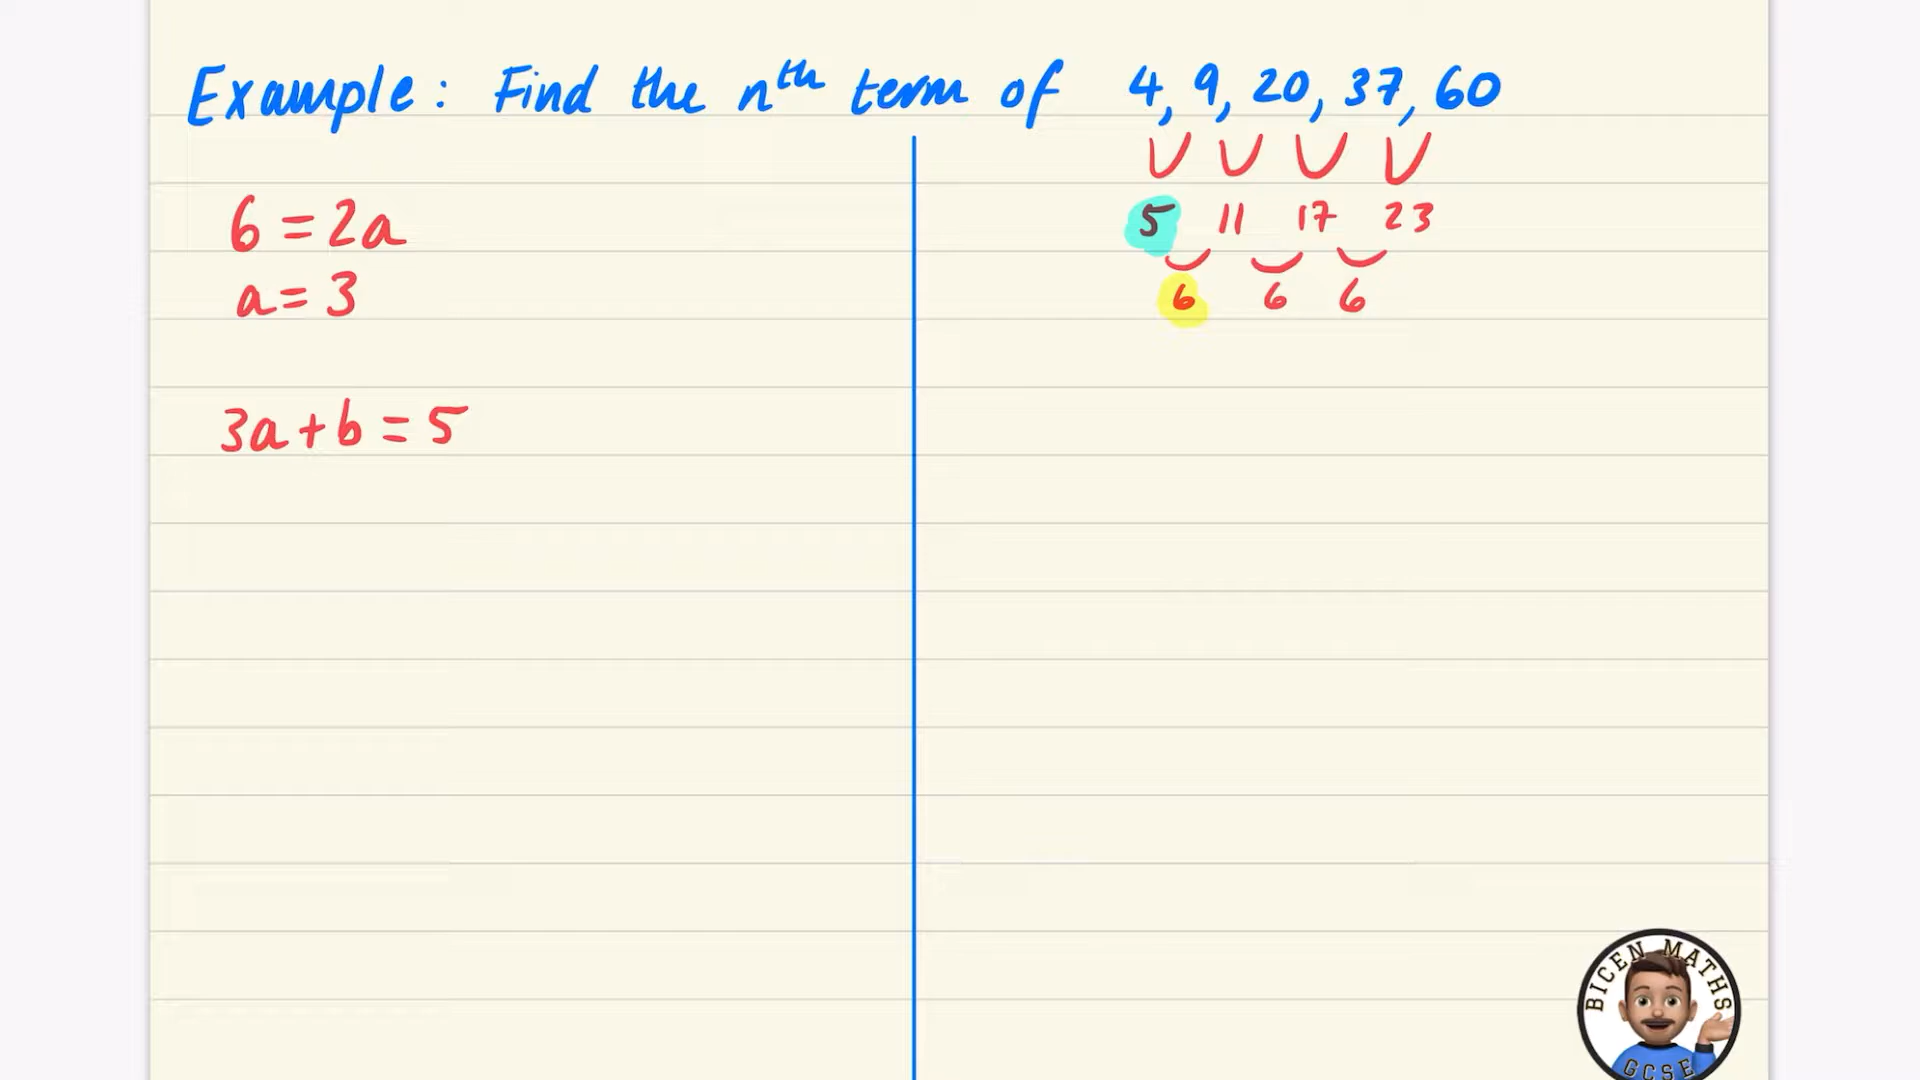 Example: Find the nth term of 4, 9, 20, 37, 60
6 = 2a
a = 3
3a + b = 5
5 11 17 23
6 6 6
BICEN MATHS
GCSE